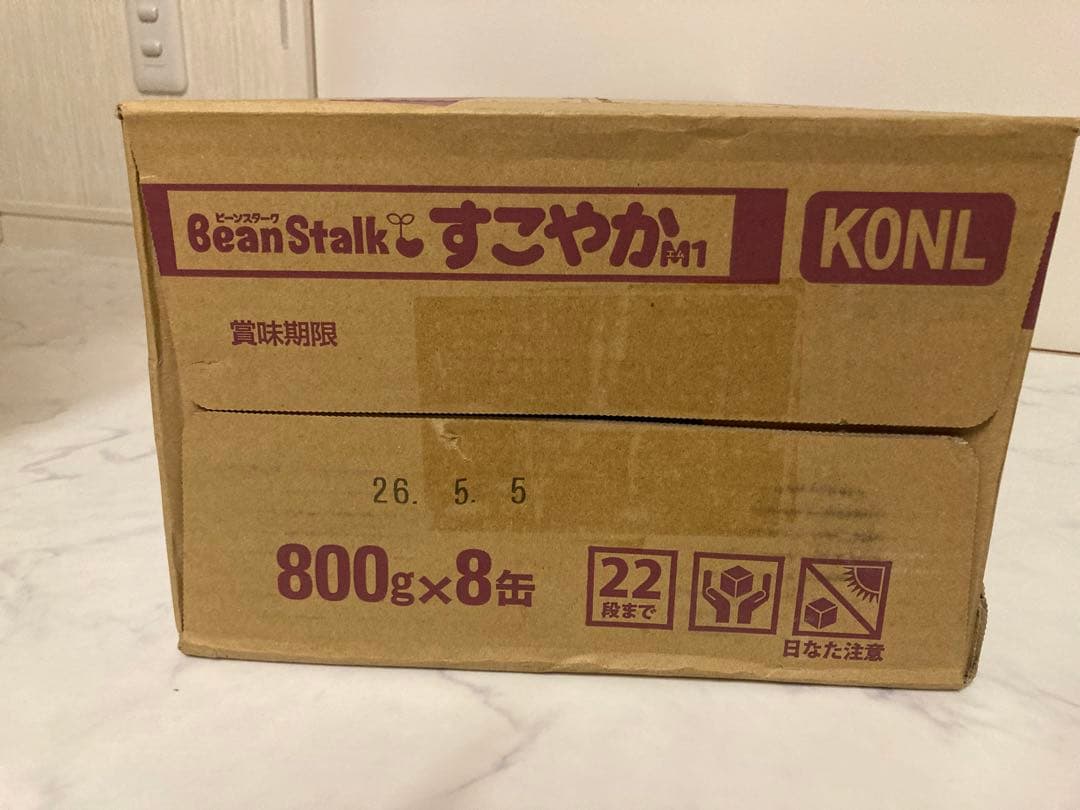 ビーンスターク
BeanStalk すこやかM1
エム
KONL
賞味期限
26. 5. 5
800g×8缶
22
段まで
日なた注意